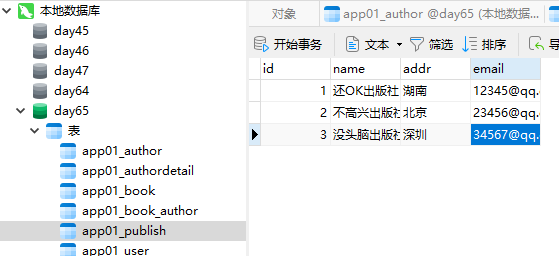 本地数据库
day45
day46
day47
day64
day65
表
app01_author
app01_authordetail
app01_book
app01_book_author
app01_publish
app01_user
对象
app01_author @day65 (本地数据库
开始事务
文本
筛选
排序
导
id name addr email
1 还OK出版社 湖南 12345@qq.
2 不高兴出版社 北京 23456@qq.
3 没头脑出版社 深圳 34567@qq.